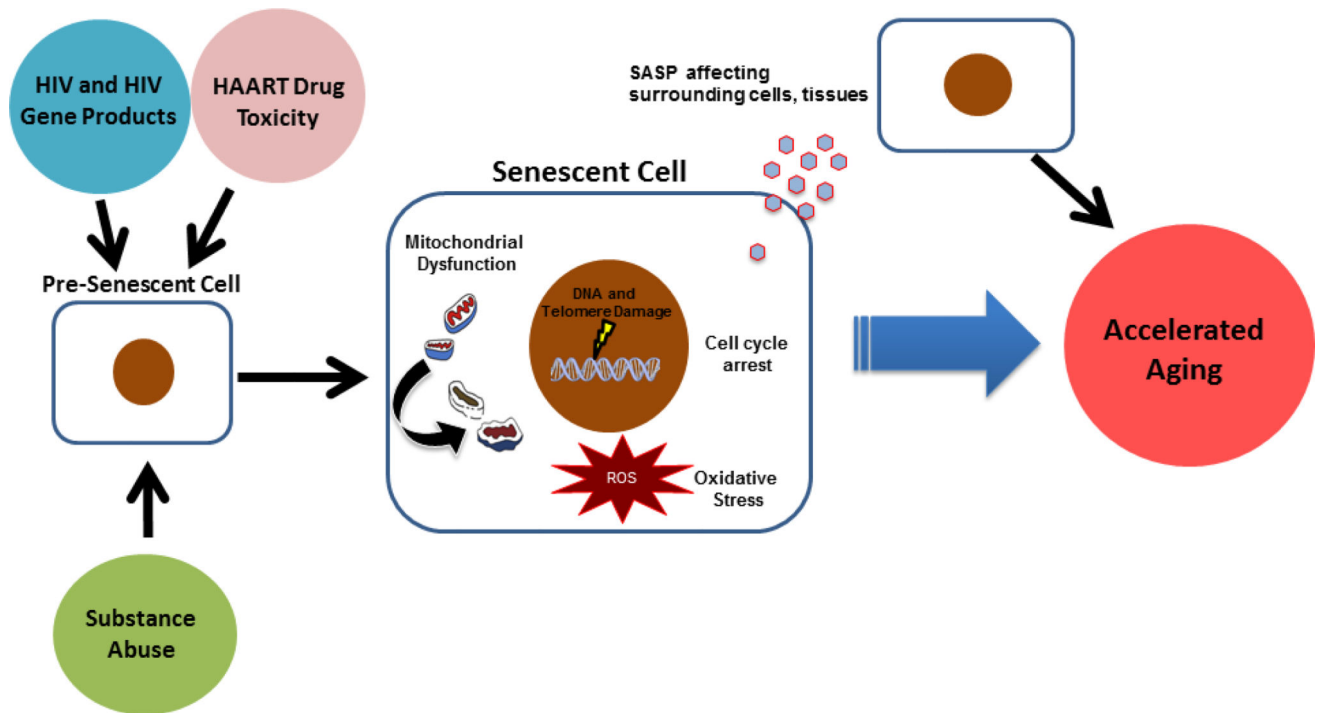 HIV and HIV
Gene Products
HAART Drug
Toxicity
SASP affecting
surrounding cells, tissues
Senescent Cell
Mitochondrial
Dysfunction
Pre-Senescent Cell
DNA and
Telomere Damage
Cell cycle
arrest
Accelerated
Aging
ROS
Oxidative
Stress
Substance
Abuse